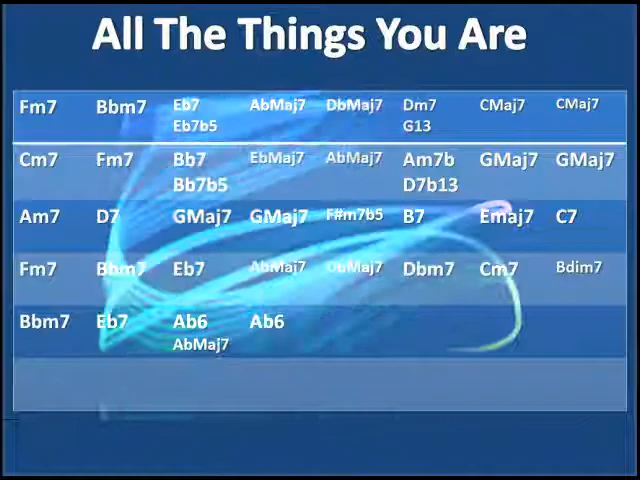 All The Things You Are
Fm7 Bbm7 Eb7 AbMaj7 DbMaj7 Dm7 CMaj7 CMaj7
Eb7b5 G13
Cm7 Fm7 Bb7 EbMaj7 AbMaj7 Am7b GMaj7 GMaj7
Bb7b5 D7b13
Am7 D7 GMaj7 GMaj7 F#m7b5 B7 Emaj7 C7
Fm7 Bbm7 Eb7 AbMaj7 DbMaj7 Dbm7 Cm7 Bdim7
Bbm7 Eb7 Ab6 Ab6
AbMaj7